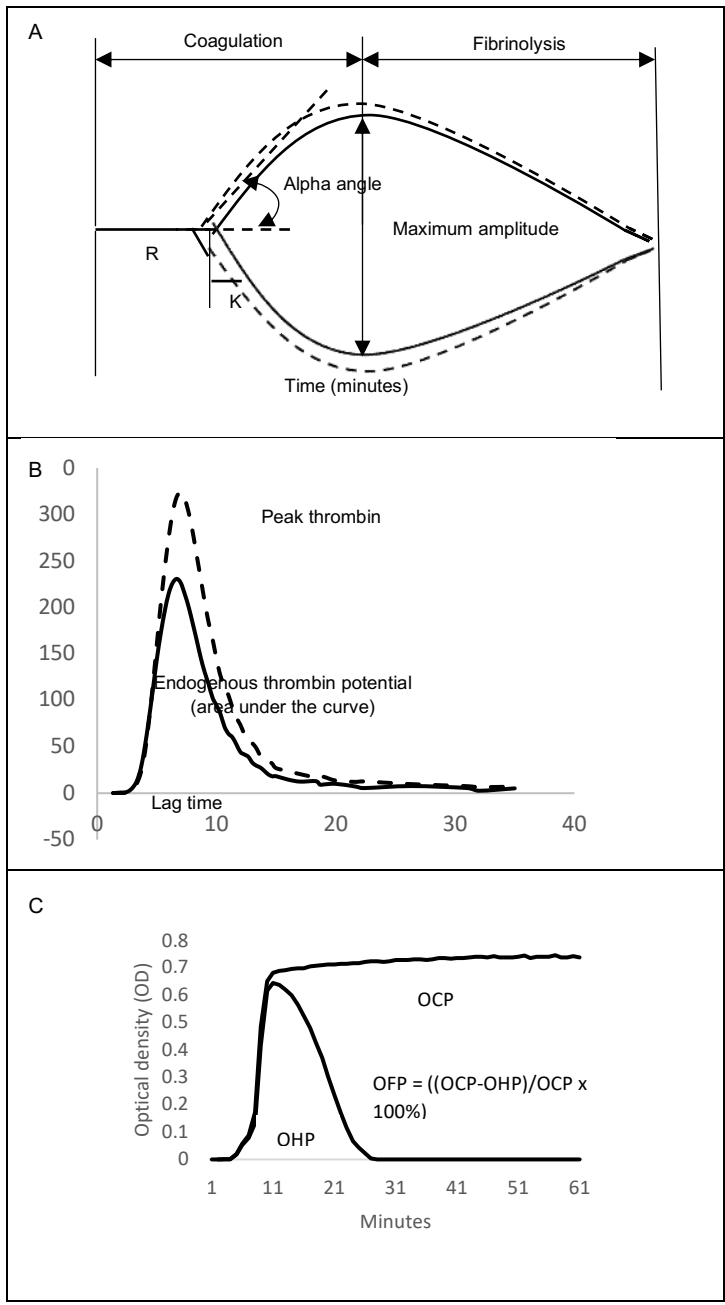 A
Coagulation
Fibrinolysis
Alpha angle
R
Maximum amplitude
K
Time (minutes)
B
0
300
Peak thrombin
250
200
150
Endogenous thrombin potential
100
(area under the curve)
50
0
Lag time
-50
0
10
20
30
40
C
0.8
0.7
0.6
0.5
0.4
0.3
0.2
0.1
0
Optical density (OD)
OCP
OFP = ((OCP-OHP)/OCP x
100%)
OHP
1
11
21
31
41
51
61
Minutes